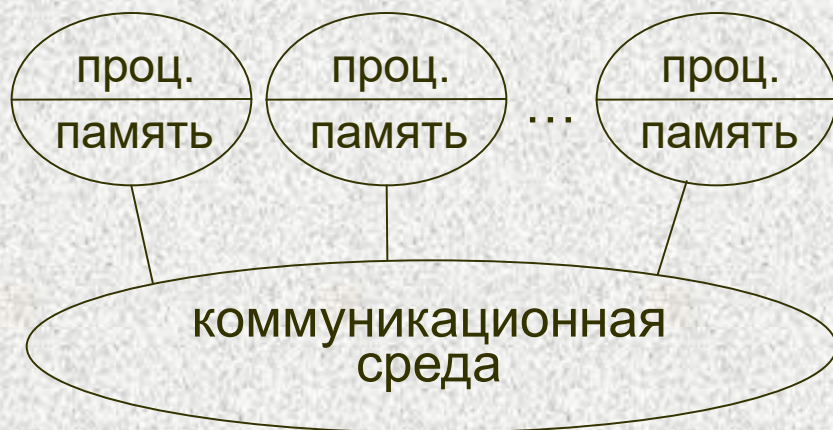 проц. проц. проц.
память память ... память
коммуникационная
среда